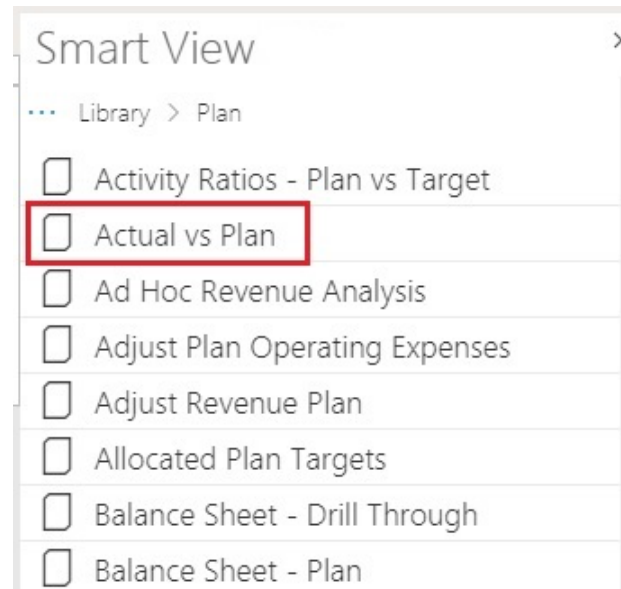 Smart View
... Library > Plan
Activity Ratios - Plan vs Target
Actual vs Plan
Ad Hoc Revenue Analysis
Adjust Plan Operating Expenses
Adjust Revenue Plan
Allocated Plan Targets
Balance Sheet - Drill Through
Balance Sheet - Plan